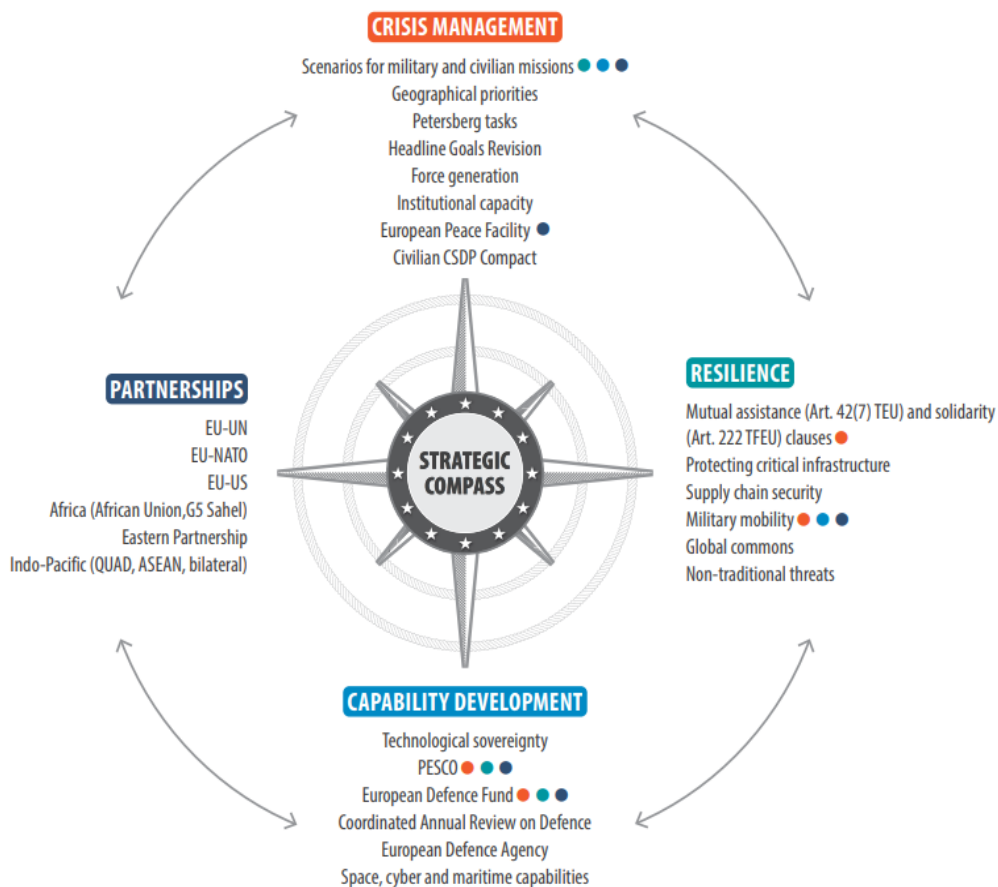 CRISIS MANAGEMENT
Scenarios for military and civilian missions
Geographical priorities
Petersberg tasks
Headline Goals Revision
Force generation
Institutional capacity
European Peace Facility
Civilian CSDP Compact
PARTNERSHIPS
EU-UN
EU-NATO
EU-US
Africa (African Union,G5 Sahel)
Eastern Partnership
Indo-Pacific (QUAD, ASEAN, bilateral)
STRATEGIC
COMPASS
RESILIENCE
Mutual assistance (Art. 42(7) TEU) and solidarity
(Art. 222 TFEU) clauses
Protecting critical infrastructure
Supply chain security
Military mobility
Global commons
Non-traditional threats
CAPABILITY DEVELOPMENT
Technological sovereignty
PESCO
European Defence Fund
Coordinated Annual Review on Defence
European Defence Agency
Space, cyber and maritime capabilities